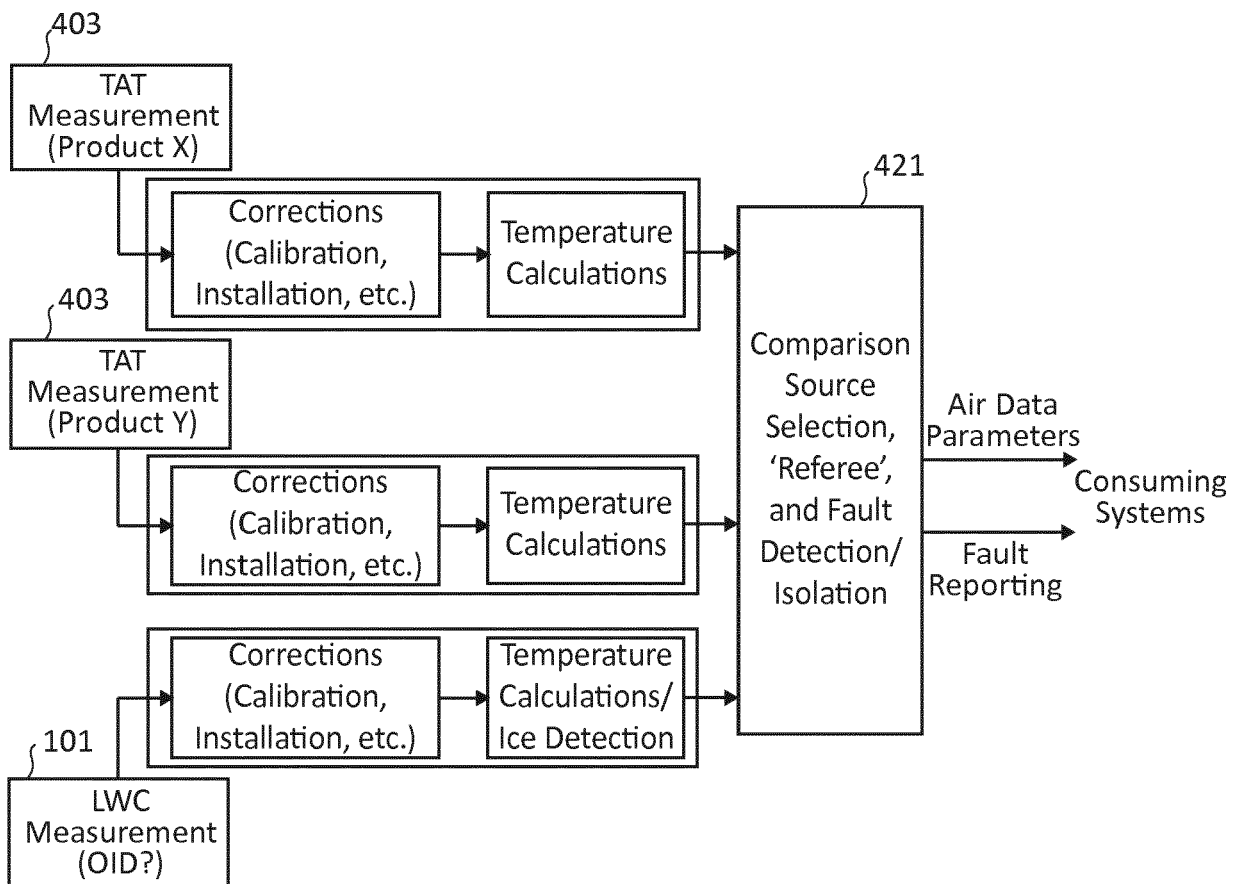 403
TAT
Measurement
(Product X)
Corrections
(Calibration,
Installation, etc.)
Temperature
Calculations
421
403
TAT
Measurement
(Product Y)
Corrections
(Calibration,
Installation, etc.)
Temperature
Calculations
Comparison
Source
Selection,
‘Referee’,
and Fault
Detection/
Isolation
Air Data
Parameters
Consuming
Systems
Fault
Reporting
Corrections
(Calibration,
Installation, etc.)
Temperature
Calculations/
Ice Detection
101
LWC
Measurement
(OID?)